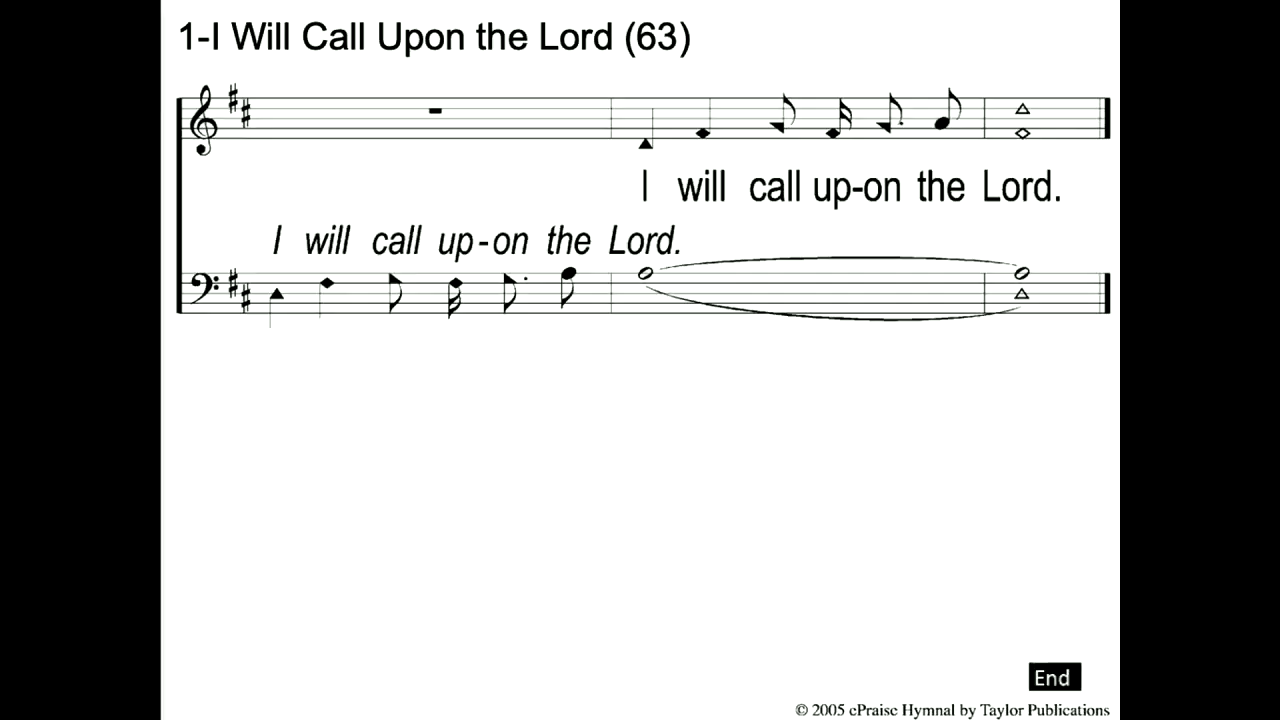 1-I Will Call Upon the Lord (63)
I will call up-on the Lord.
I will call up-on the Lord.
End
© 2005 ePraise Hymnal by Taylor Publications